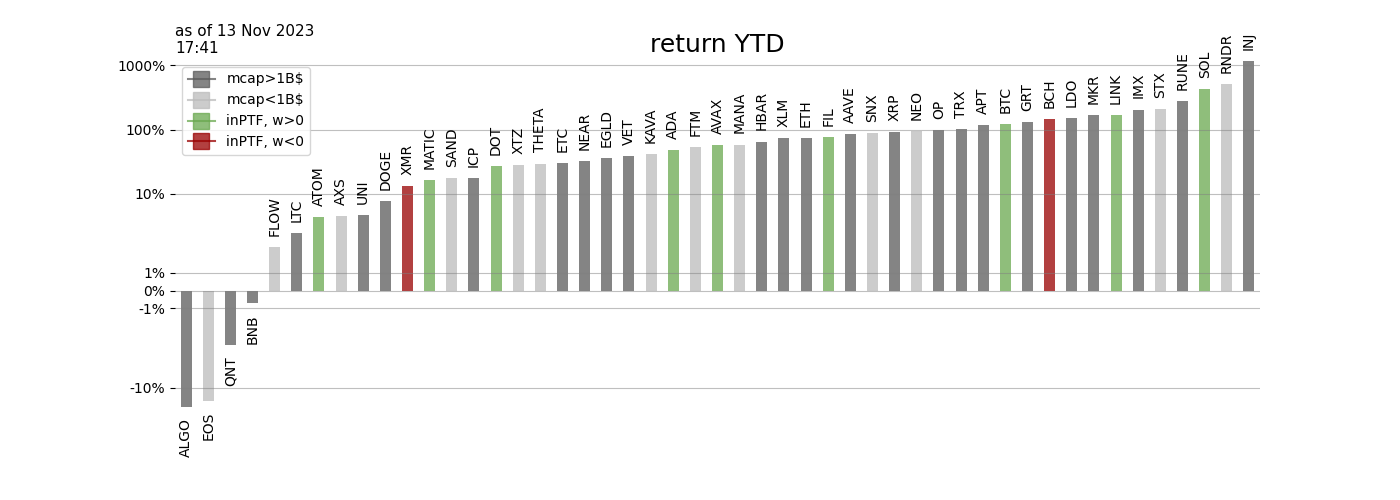 as of 13 Nov 2023
17:41
return YTD
1000%
100%
10%
1%
0%
-1%
-10%
mcap>1B$
mcap<1B$
inPTF, w>0
inPTF, w<0
ALGO
EOS
QNT
BNB
FLOW
LTC
ATOM
AXS
UNI
DOGE
XMR
MATIC
SAND
ICP
DOT
XTZ
THETA
ETC
NEAR
EGLD
VET
KAVA
ADA
FTM
AVAX
MANA
HBAR
XLM
ETH
FIL
AAVE
SNX
XRP
NEO
OP
TRX
APT
BTC
GRT
BCH
LDO
MKR
LINK
IMX
STX
RUNE
SOL
RNDR
INJ